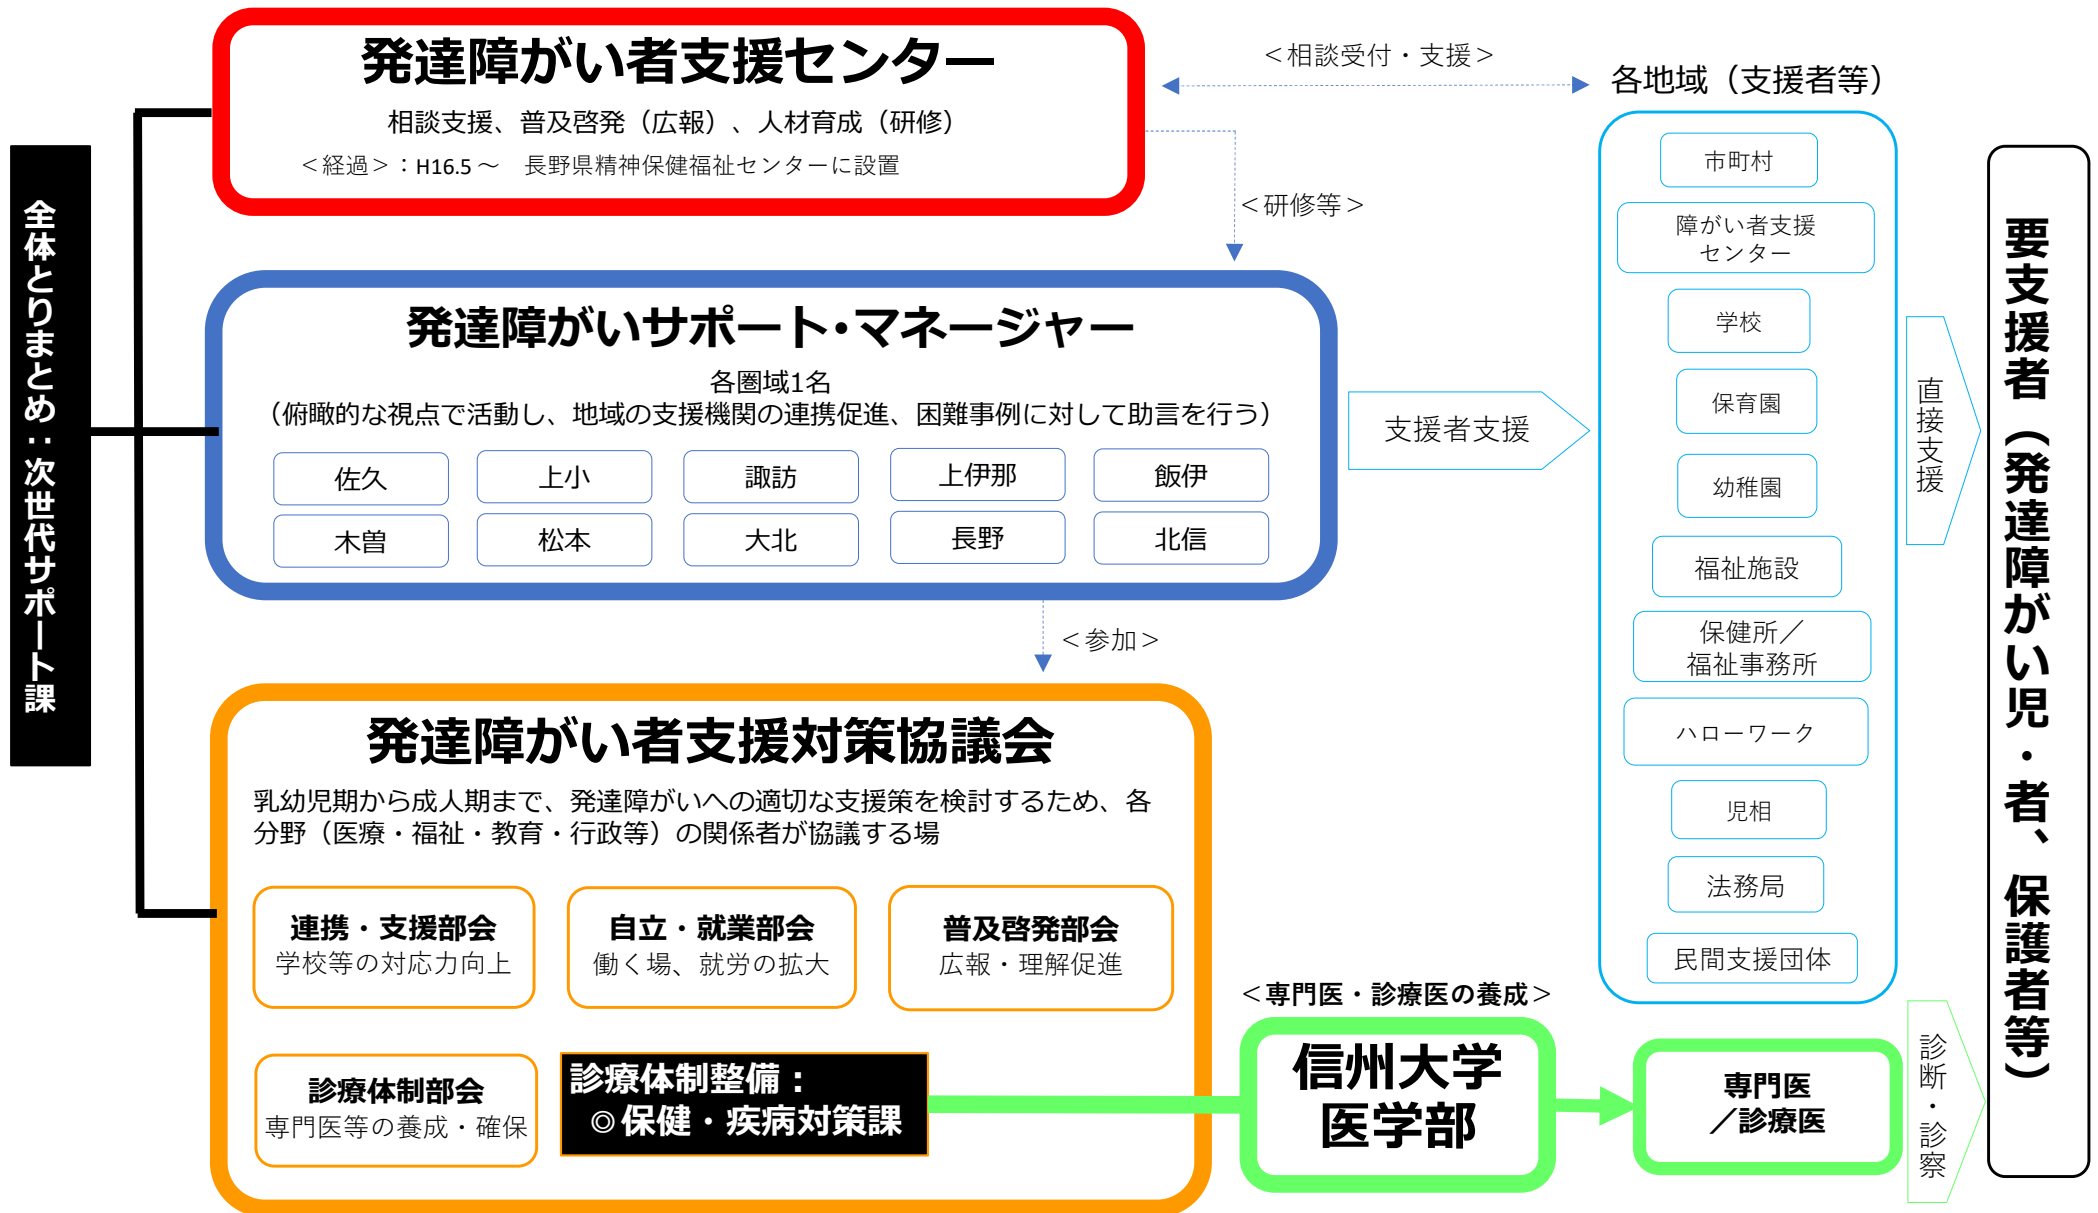 全体とりまとめ：次世代サポート課
発達障がい者支援センター
相談支援、普及啓発（広報）、人材育成（研修）
＜経過＞：H16.5～　長野県精神保健福祉センターに設置
＜相談受付・支援＞
＜研修等＞
発達障がいサポート・マネージャー
各圏域1名
（俯瞰的な視点で活動し、地域の支援機関の連携促進、困難事例に対して助言を行う）
佐久
上小
諏訪
上伊那
飯伊
木曽
松本
大北
長野
北信
支援者支援
＜参加＞
発達障がい者支援対策協議会
乳幼児期から成人期まで、発達障がいへの適切な支援策を検討するため、各
分野（医療・福祉・教育・行政等）の関係者が協議する場
連携・支援部会
学校等の対応力向上
自立・就業部会
働く場、就労の拡大
普及啓発部会
広報・理解促進
診療体制部会
専門医等の養成・確保
診療体制整備：
◎保健・疾病対策課
＜専門医・診療医の養成＞
信州大学
医学部
専門医
／診療医
各地域（支援者等）
市町村
障がい者支援
センター
学校
保育園
幼稚園
福祉施設
保健所／
福祉事務所
ハローワーク
児相
法務局
民間支援団体
直接支援
診断・診察
要支援者（発達障がい児・者、保護者等）